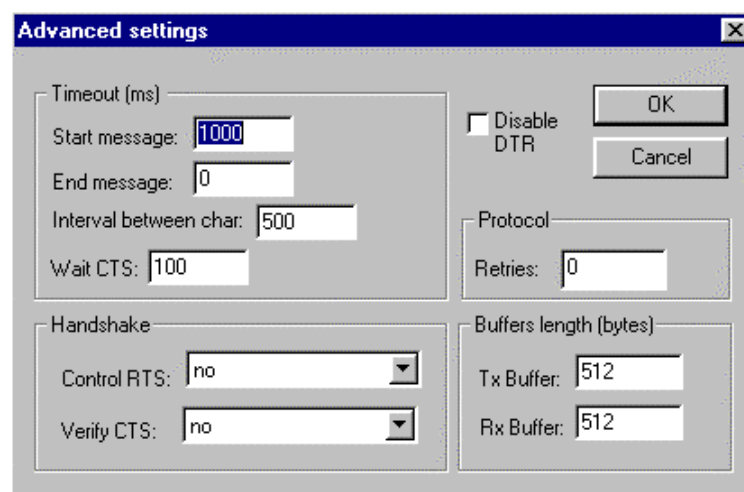 Advanced settings
Timeout (ms)
Start message: 1000
End message: 0
Interval between char: 500
Wait CTS: 100
Disable
DTR
OK
Cancel
Protocol
Retries: 0
Handshake
Control RTS: no
Verify CTS: no
Buffers length (bytes)
Tx Buffer: 512
Rx Buffer: 512